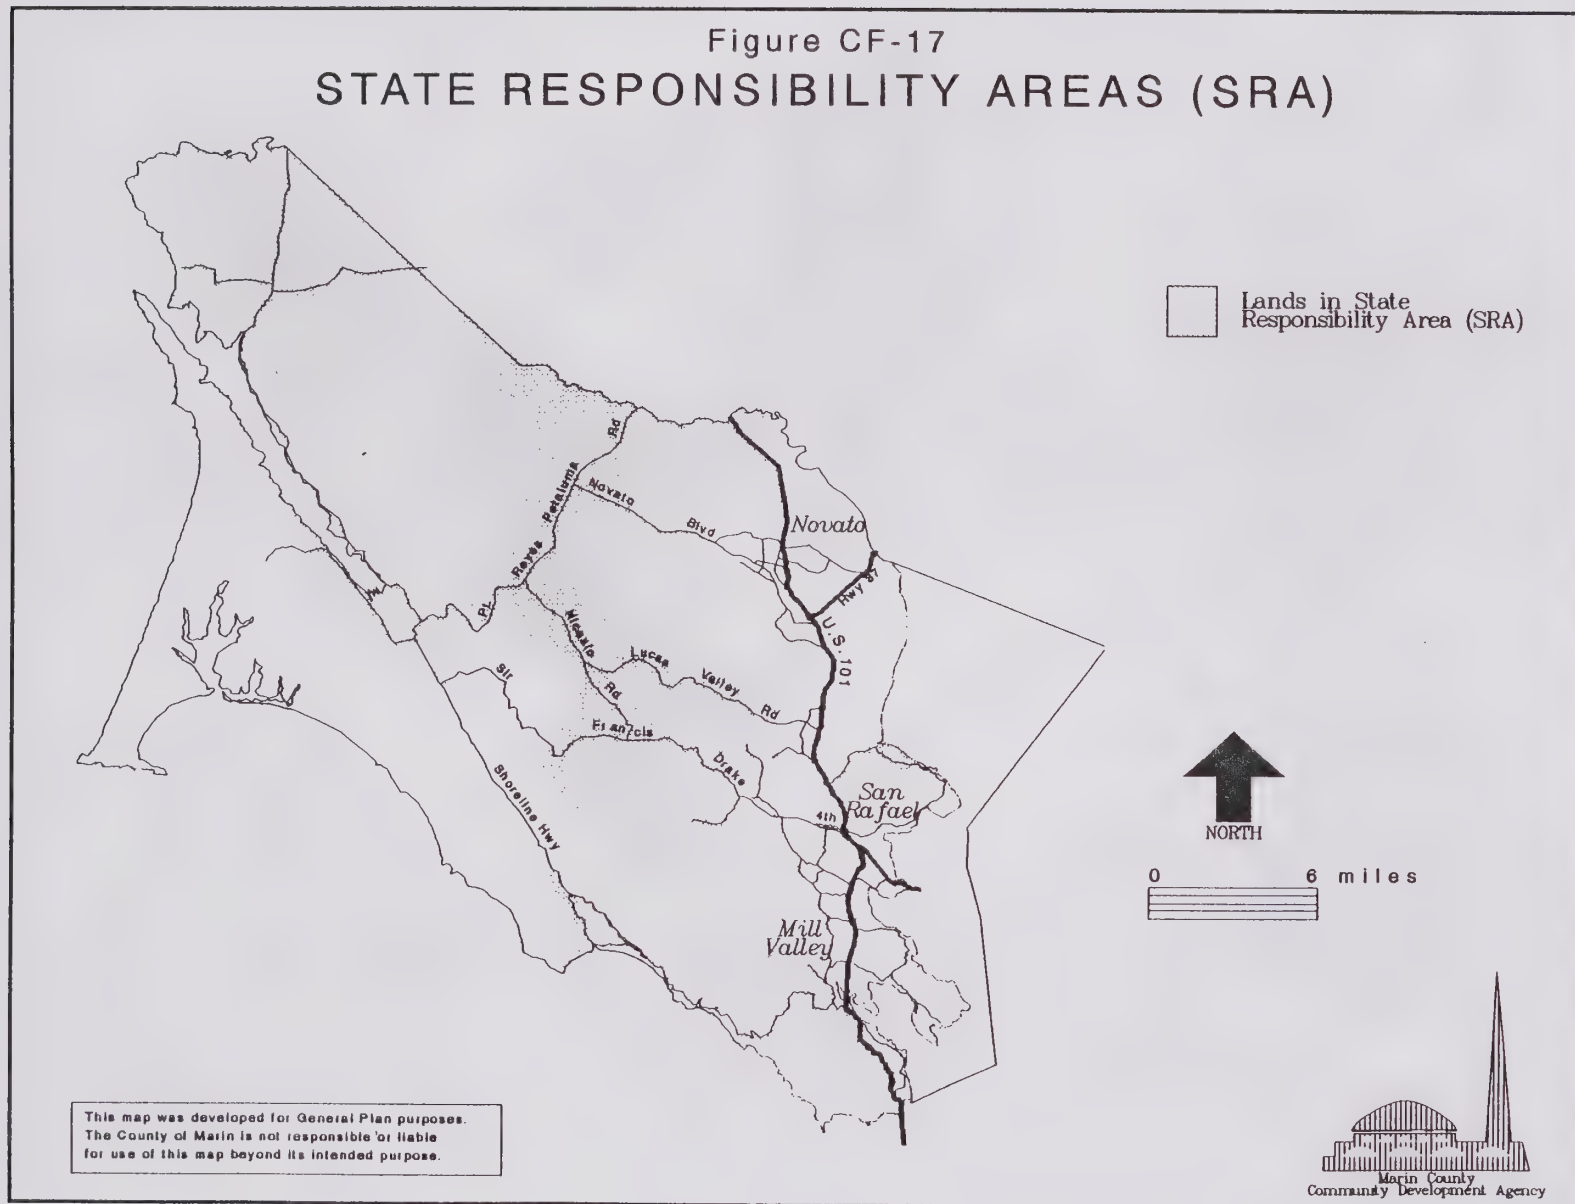 Figure CF-17
STATE RESPONSIBILITY AREAS (SRA)
Lands in State
Responsibility Area (SRA)
Rd
Petaluma
Reyes
Pt.
Novato
Blvd
Novato
Hwy 37
U.S. 101
Nicasio
Rd
Lucas
Valley
Rd
Sir
Francis
Drake
Shoreline Hwy
4th
San
Rafael
Mill
Valley
NORTH
0 6 miles
This map was developed for General Plan purposes.
The County of Marin is not responsible or liable
for use of this map beyond its intended purpose.
Marin County
Community Development Agency